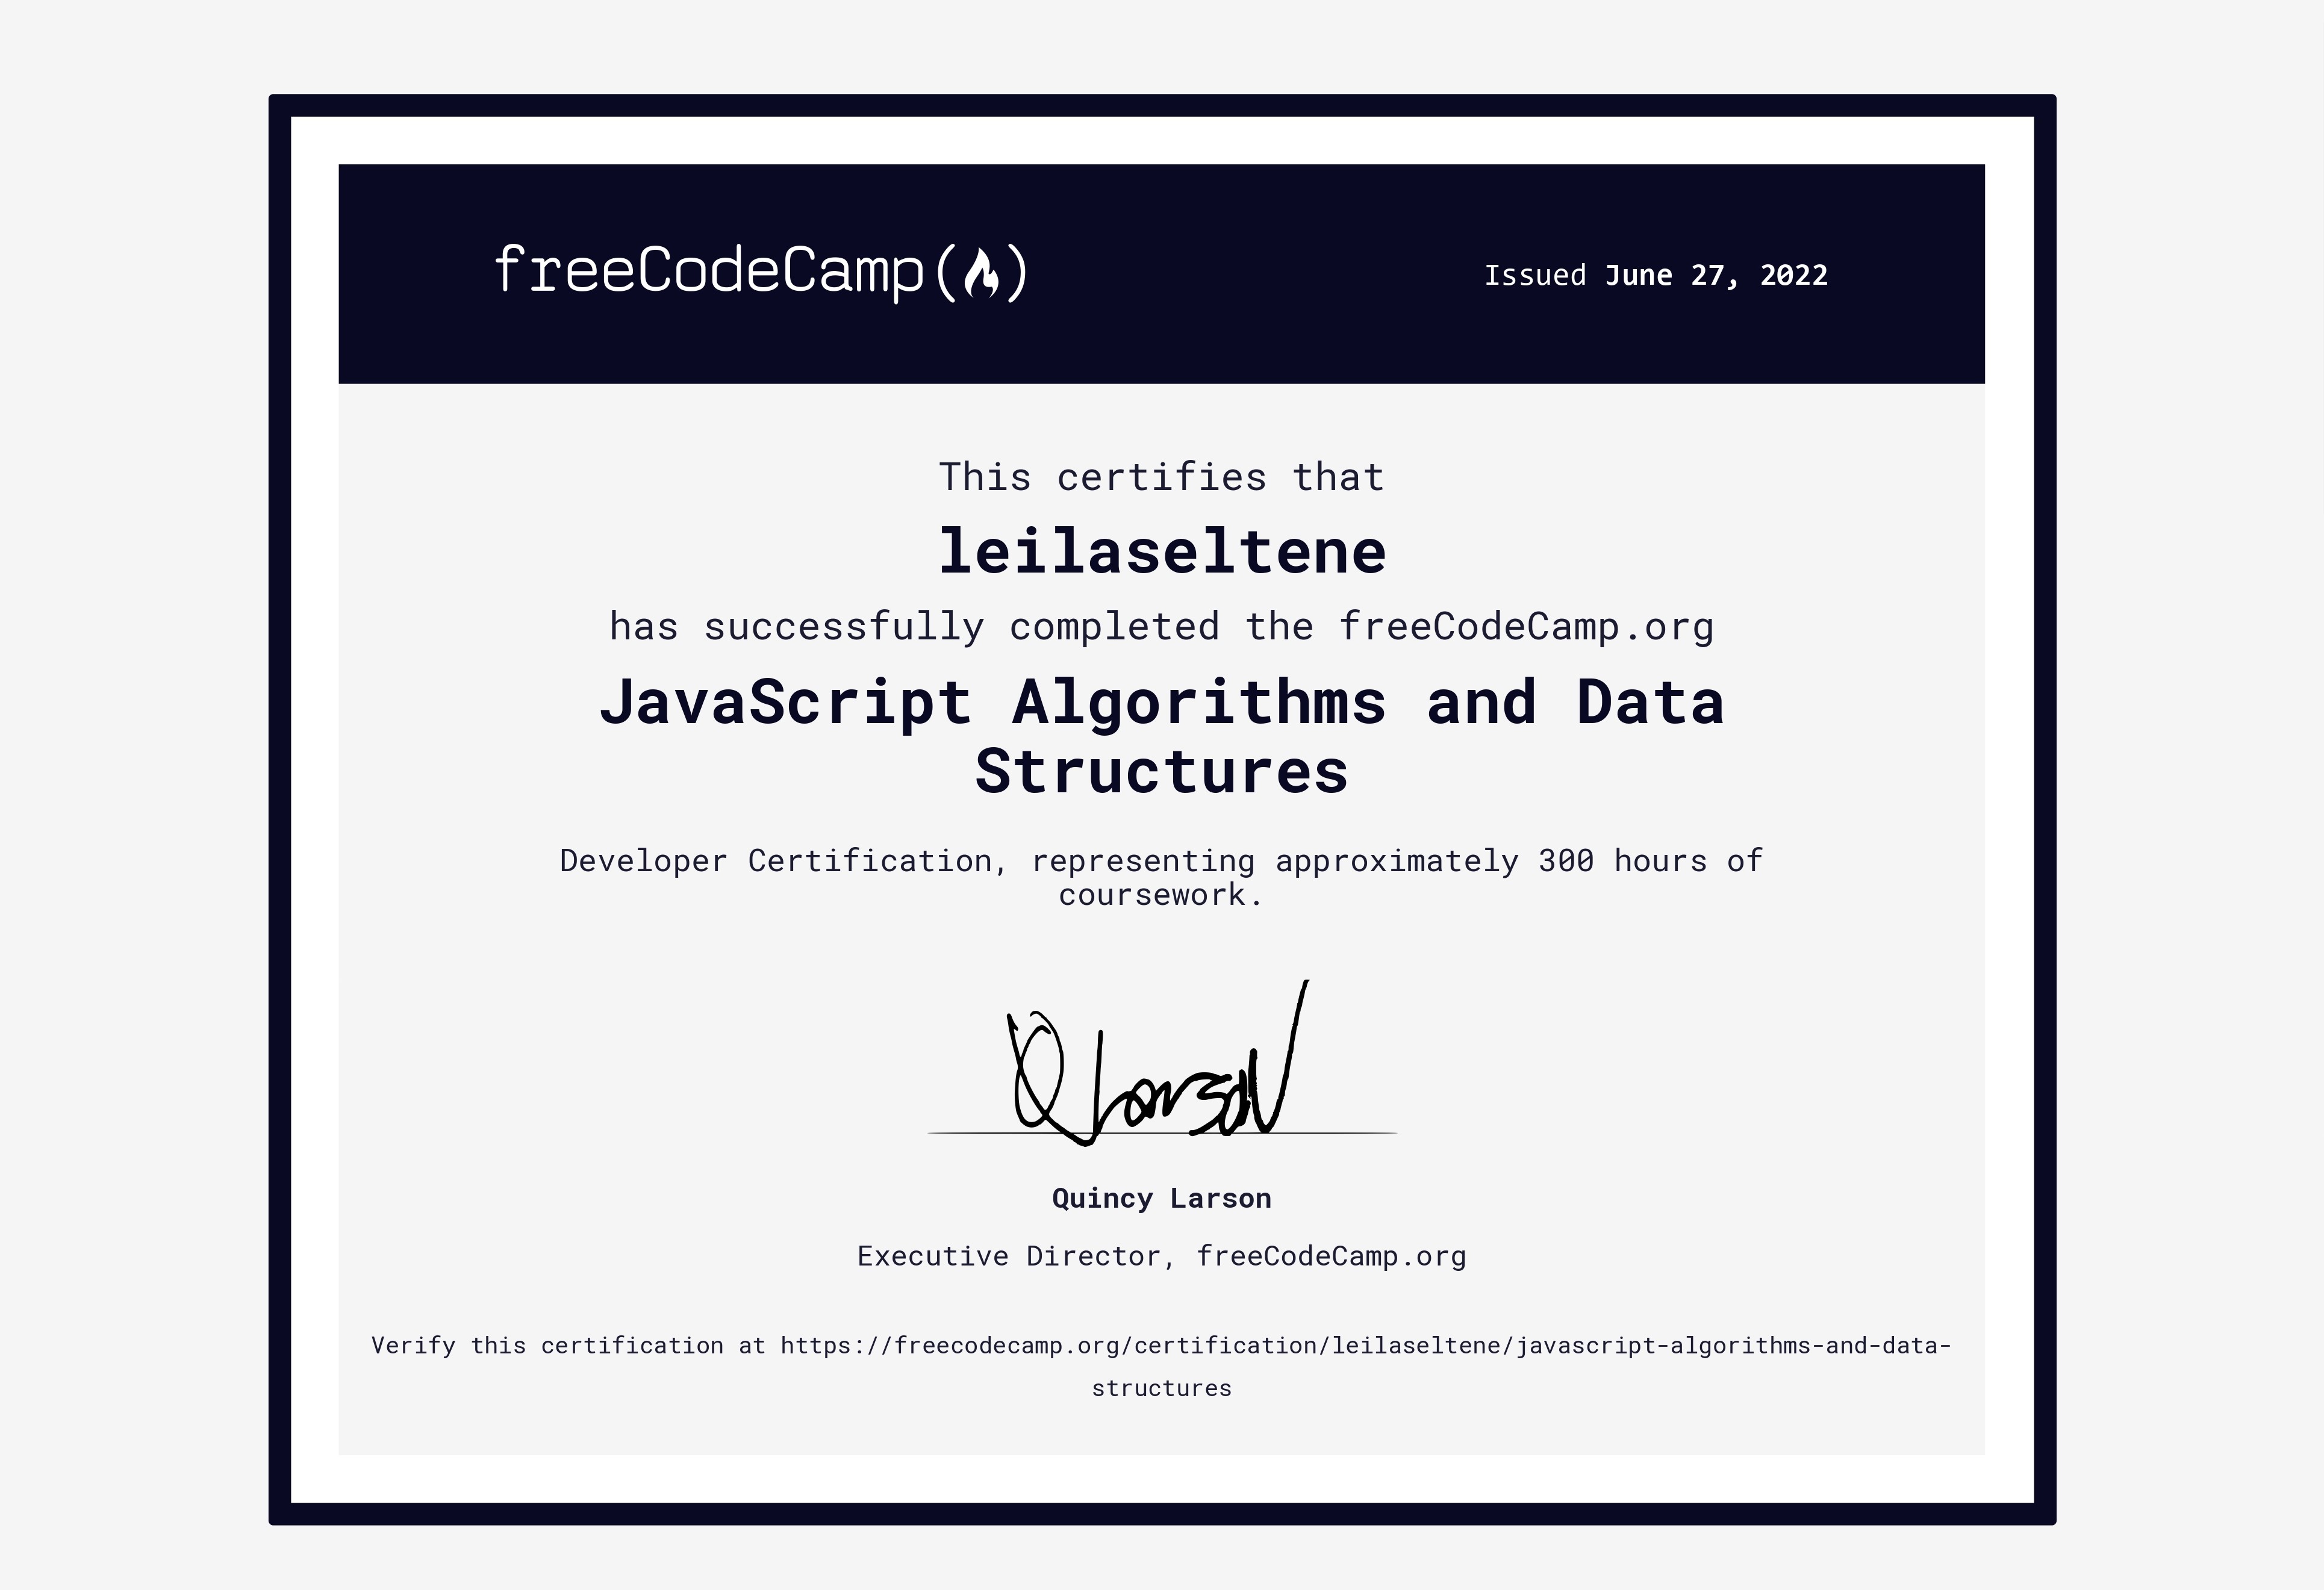 freeCodeCamp(🔥)
Issued June 27, 2022
This certifies that
leilaseltene
has successfully completed the freeCodeCamp.org
JavaScript Algorithms and Data
Structures
Developer Certification, representing approximately 300 hours of
coursework.
Q Larson
Quincy Larson
Executive Director, freeCodeCamp.org
Verify this certification at https://freecodecamp.org/certification/leilaseltene/javascript-algorithms-and-data-
structures